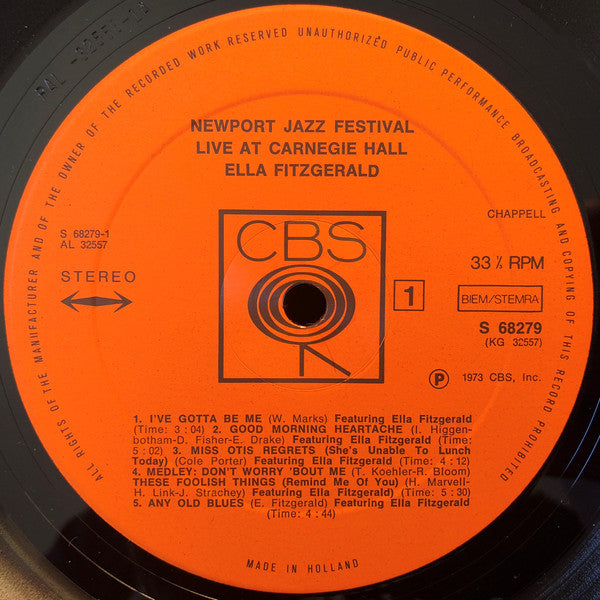 ALL RIGHTS OF THE MANUFACTURER AND OF THE OWNER OF THE RECORDED WORK RESERVED UNAUTHORIZED PUBLIC PERFORMANCE BROADCASTING AND COPYING OF THIS RECORD PROHIBITED
NEWPORT JAZZ FESTIVAL
LIVE AT CARNEGIE HALL
ELLA FITZGERALD
CHAPPELL
S 68279-1
AL 32557
STEREO
CBS
1
33⅓ RPM
BIEM/STEMRA
S 68279
(KG 32557)
Ⓟ 1973 CBS, Inc.
1. I'VE GOTTA BE ME (W. Marks) Featuring Ella Fitzgerald
(Time: 3:04) 2. GOOD MORNING HEARTACHE (I. Higgen-
botham-D. Fisher-E. Drake) Featuring Ella Fitzgerald (Time:
5:02) 3. MISS OTIS REGRETS (She's Unable To Lunch
Today) (Cole Porter) Featuring Ella Fitzgerald (Time: 4:12)
4. MEDLEY: DON'T WORRY 'BOUT ME (T. Koehler-R. Bloom
THESE FOOLISH THINGS (Remind Me Of You) (H. Marvell-
H. Link-J. Strachey) Featuring Ella Fitzgerald) (Time: 5:30)
5. ANY OLD BLUES (E. Fitzgerald) Featuring Ella Fitzgerald
(Time: 4:44)
MADE IN HOLLAND